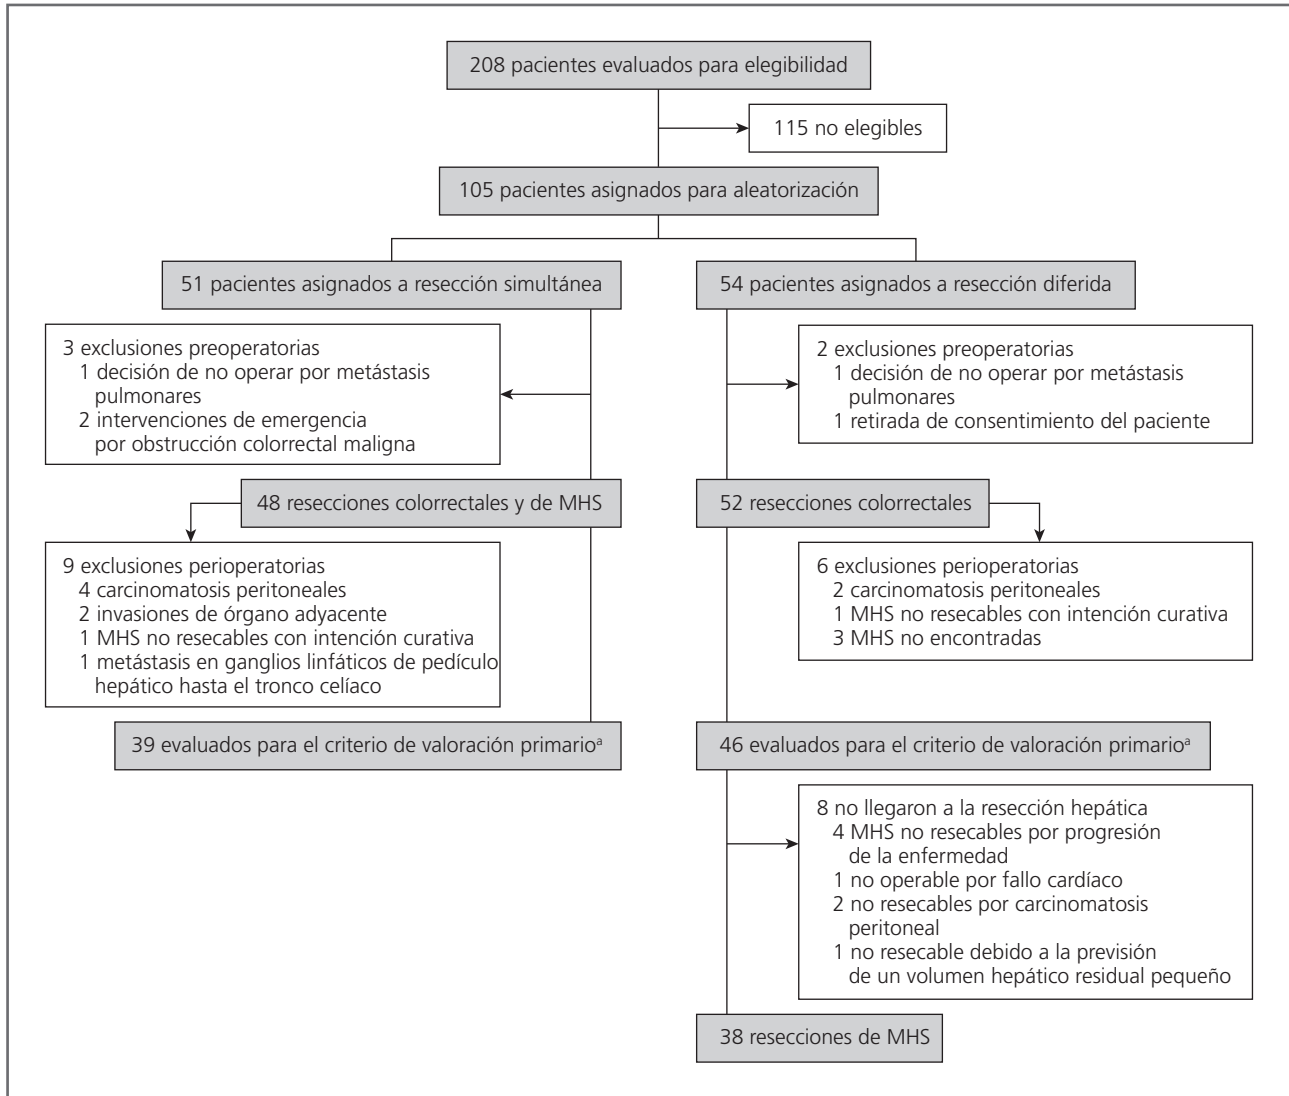 208 pacientes evaluados para elegibilidad
115 no elegibles
105 pacientes asignados para aleatorización
51 pacientes asignados a resección simultánea
54 pacientes asignados a resección diferida
3 exclusiones preoperatorias
1 decisión de no operar por metástasis
pulmonares
2 intervenciones de emergencia
por obstrucción colorrectal maligna
2 exclusiones preoperatorias
1 decisión de no operar por metástasis
pulmonares
1 retirada de consentimiento del paciente
48 resecciones colorrectales y de MHS
52 resecciones colorrectales
9 exclusiones perioperatorias
4 carcinomatosis peritoneales
2 invasiones de órgano adyacente
1 MHS no resecables con intención curativa
1 metástasis en ganglios linfáticos de pedículo
hepático hasta el tronco celíaco
6 exclusiones perioperatorias
2 carcinomatosis peritoneales
1 MHS no resecables con intención curativa
3 MHS no encontradas
39 evaluados para el criterio de valoración primarioᵃ
46 evaluados para el criterio de valoración primarioᵃ
8 no llegaron a la resección hepática
4 MHS no resecables por progresión
de la enfermedad
1 no operable por fallo cardíaco
2 no resecables por carcinomatosis
peritoneal
1 no resecable debido a la previsión
de un volumen hepático residual pequeño
38 resecciones de MHS